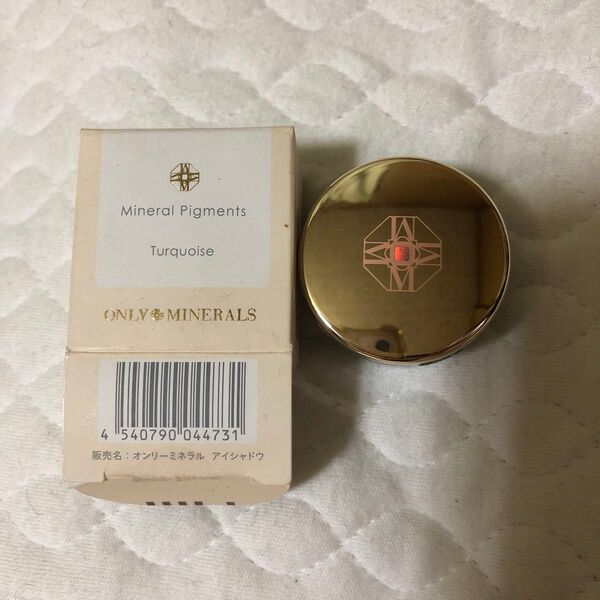 Mineral Pigments
Turquoise
ONLY MINERALS
4 540790 044731
販売名：オンリーミネラル アイシャドウ